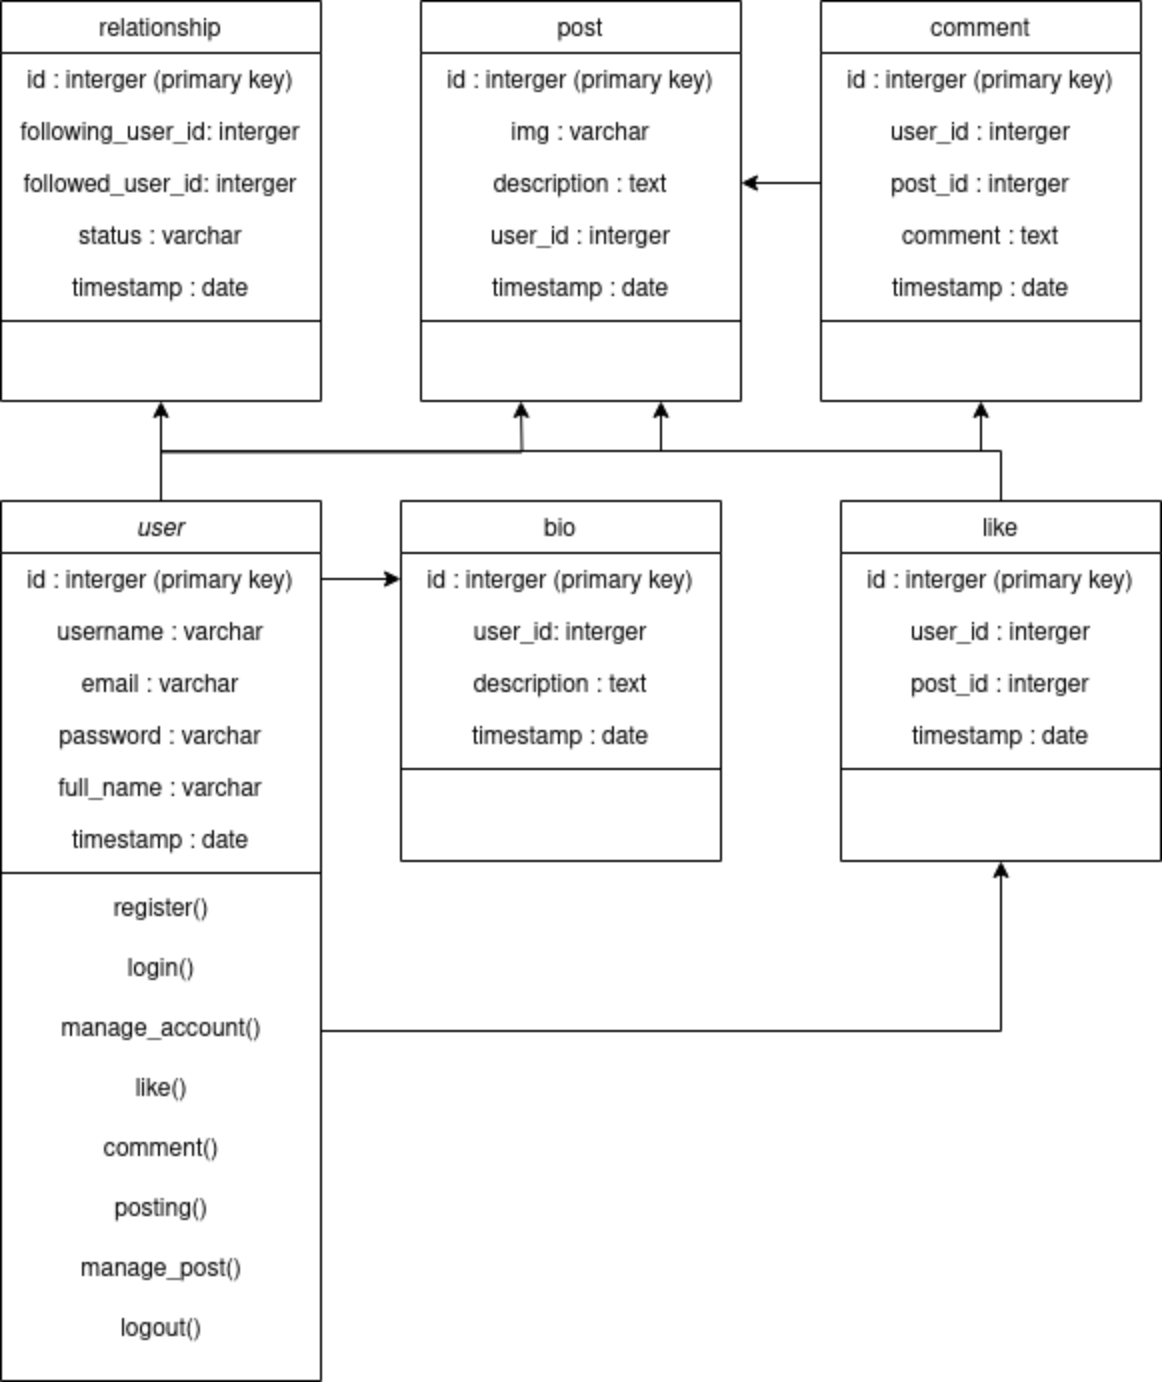 relationship
id : interger (primary key)
following_user_id: interger
followed_user_id: interger
status : varchar
timestamp : date
post
id : interger (primary key)
img : varchar
description : text
user_id : interger
timestamp : date
comment
id : interger (primary key)
user_id : interger
post_id : interger
comment : text
timestamp : date
user
id : interger (primary key)
username : varchar
email : varchar
password : varchar
full_name : varchar
timestamp : date
register()
login()
manage_account()
like()
comment()
posting()
manage_post()
logout()
bio
id : interger (primary key)
user_id: interger
description : text
timestamp : date
like
id : interger (primary key)
user_id : interger
post_id : interger
timestamp : date